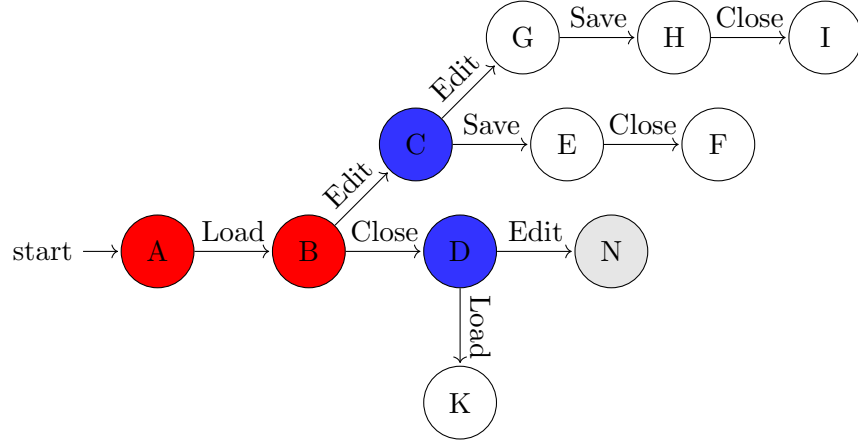 G Save H Close I
Edit
C Save E Close F
Edit
start A Load B Close D Edit N
Load
K